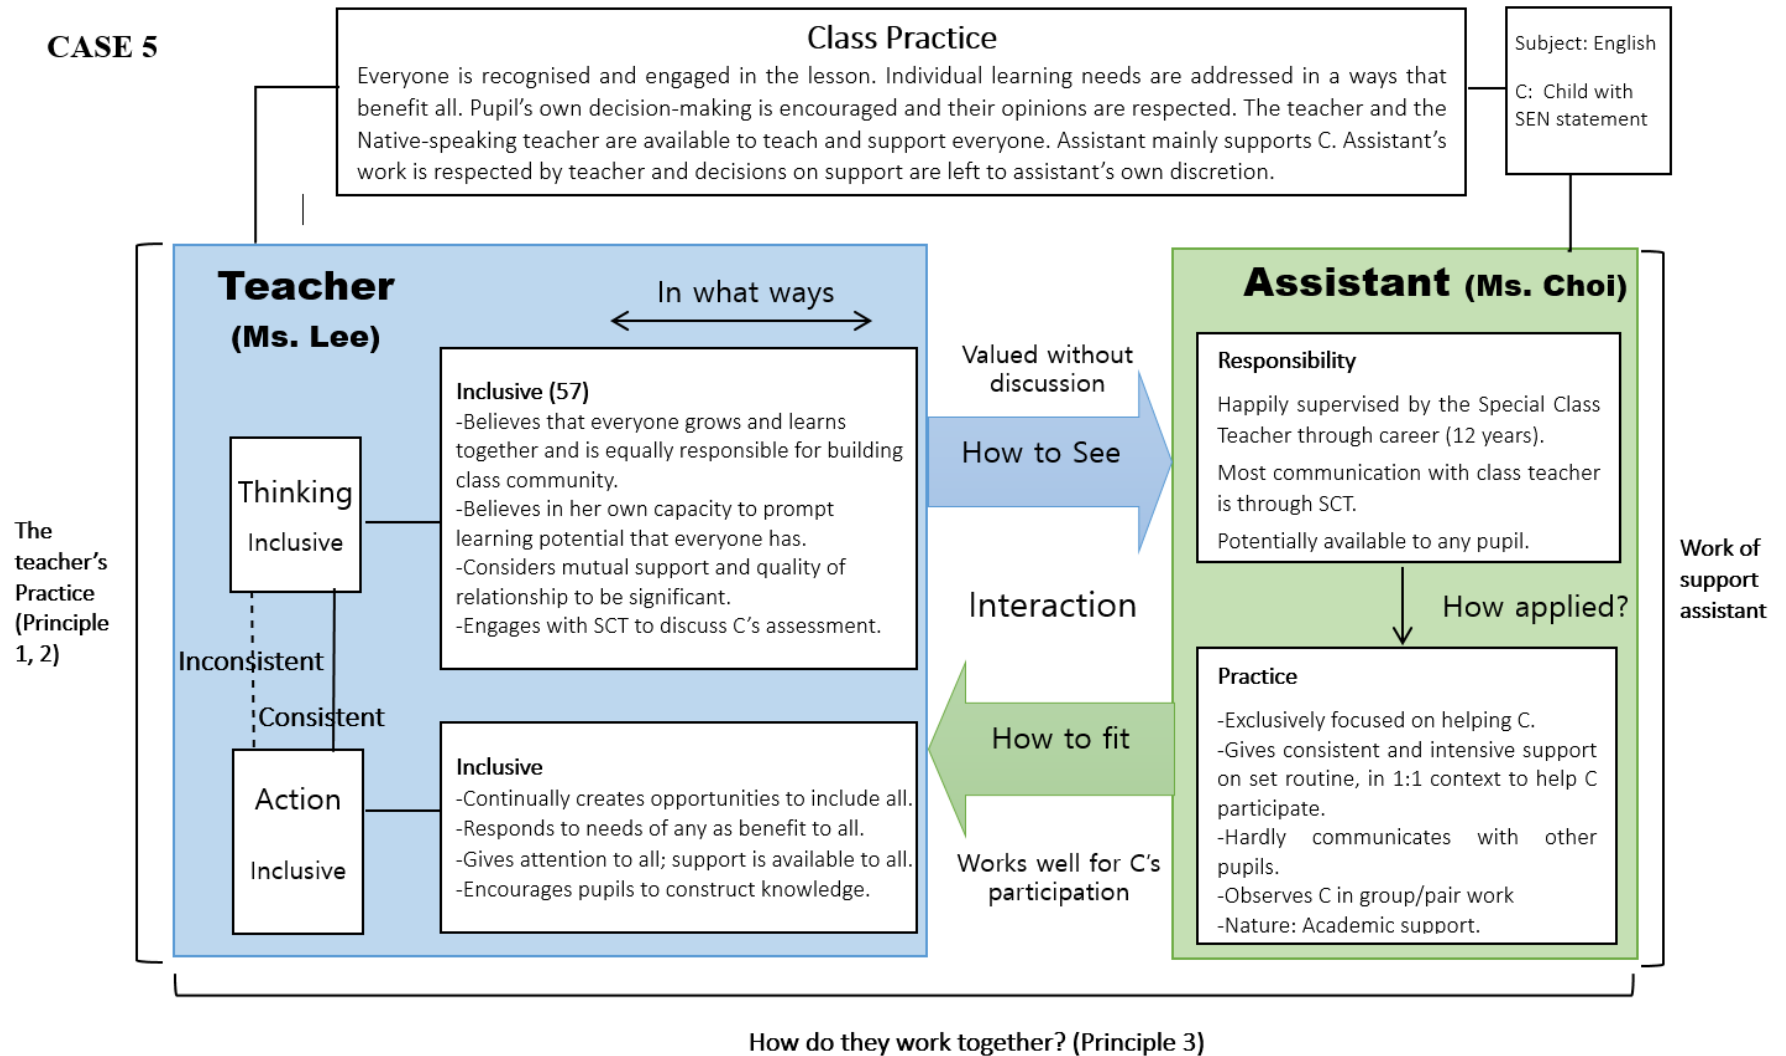 CASE 5
Class Practice
Everyone is recognised and engaged in the lesson. Individual learning needs are addressed in a ways that
benefit all. Pupil's own decision-making is encouraged and their opinions are respected. The teacher and the
Native-speaking teacher are available to teach and support everyone. Assistant mainly supports C. Assistant's
work is respected by teacher and decisions on support are left to assistant's own discretion.
Subject: English
C: Child with
SEN statement
The
teacher's
Practice
(Principle
1, 2)
Teacher
(Ms. Lee)
In what ways
Thinking
Inclusive
Inclusive (57)
-Believes that everyone grows and learns
together and is equally responsible for building
class community.
-Believes in her own capacity to prompt
learning potential that everyone has.
-Considers mutual support and quality of
relationship to be significant.
-Engages with SCT to discuss C's assessment.
Inconsistent
Consistent
Action
Inclusive
Inclusive
-Continually creates opportunities to include all.
-Responds to needs of any as benefit to all.
-Gives attention to all; support is available to all.
-Encourages pupils to construct knowledge.
Valued without
discussion
How to See
Interaction
How to fit
Works well for C's
participation
Assistant (Ms. Choi)
Responsibility
Happily supervised by the Special Class
Teacher through career (12 years).
Most communication with class teacher
is through SCT.
Potentially available to any pupil.
How applied?
Practice
-Exclusively focused on helping C.
-Gives consistent and intensive support
on set routine, in 1:1 context to help C
participate.
-Hardly communicates with other
pupils.
-Observes C in group/pair work
-Nature: Academic support.
Work of
support
assistant
How do they work together? (Principle 3)